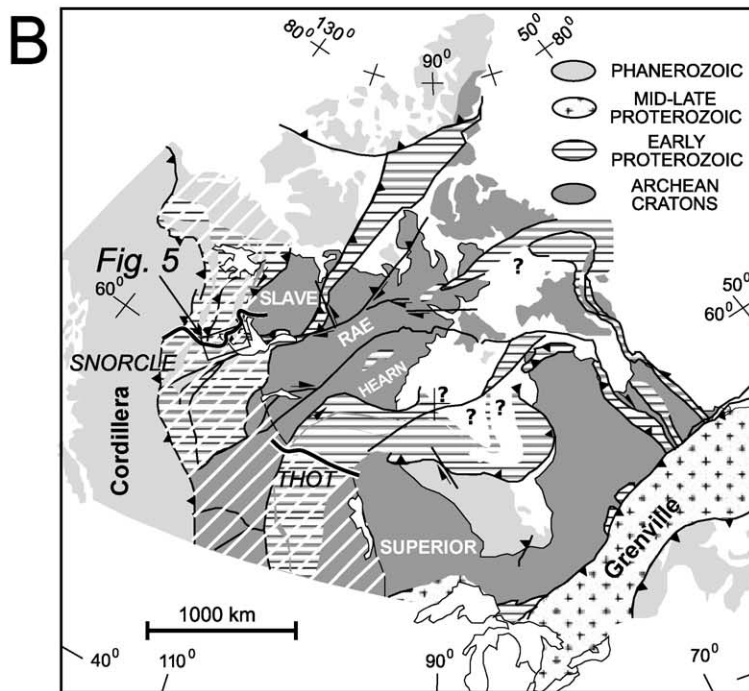 B
80⁰
130⁰
90⁰
50⁰
80⁰
PHANEROZOIC
MID-LATE
PROTEROZOIC
EARLY
PROTEROZOIC
ARCHEAN
CRATONS
Fig. 5
60⁰
SLAVE
?
50⁰
60⁰
SNORCLE
RAE
HEARN
?
?
?
Cordillera
THOT
SUPERIOR
Grenville
1000 km
40⁰
110⁰
90⁰
70⁰